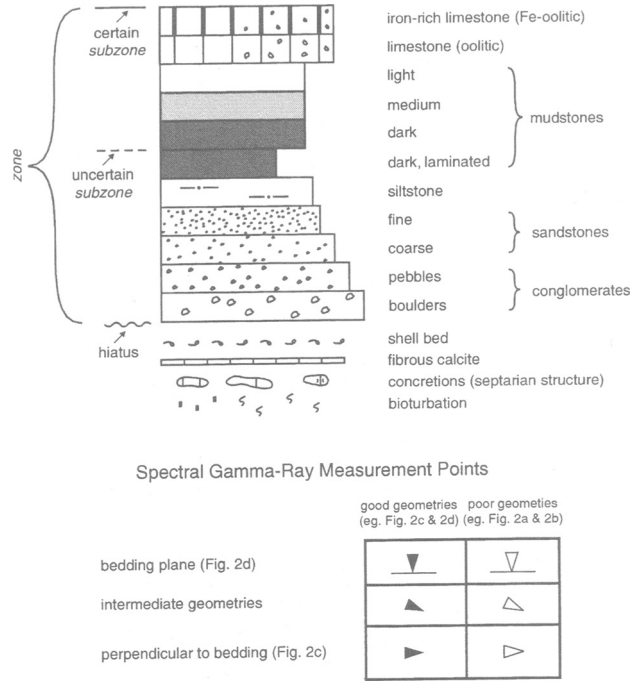 certain
subzone
zone
uncertain
subzone
hiatus
iron-rich limestone (Fe-oolitic)
limestone (oolitic)
light
medium
dark
dark, laminated
mudstones
siltstone
fine
coarse
sandstones
pebbles
boulders
conglomerates
shell bed
fibrous calcite
concretions (septarian structure)
bioturbation
Spectral Gamma-Ray Measurement Points
good geometries
(eg. Fig. 2c & 2d)
poor geometies
(eg. Fig. 2a & 2b)
bedding plane (Fig. 2d)
intermediate geometries
perpendicular to bedding (Fig. 2c)